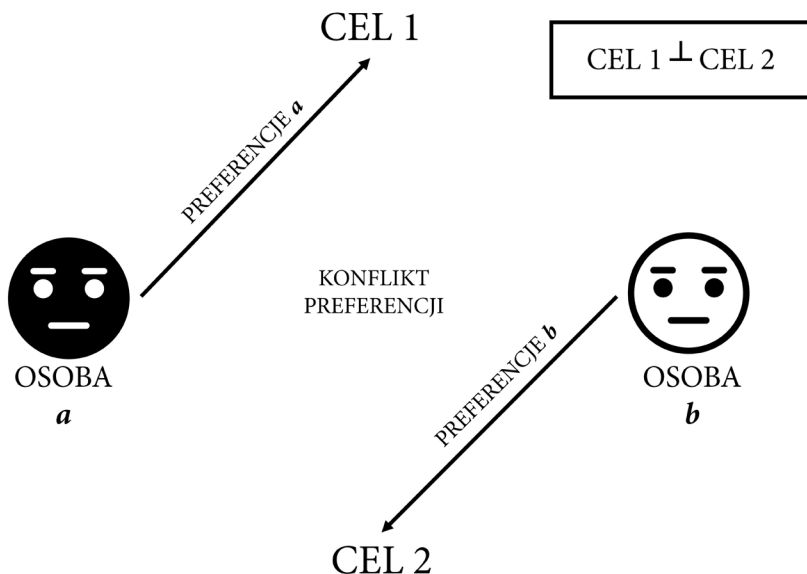 CEL 1
CEL 1 ┴ CEL 2
PREFERENCJE a
KONFLIKT
PREFERENCJI
OSOBA
a
PREFERENCJE b
OSOBA
b
CEL 2